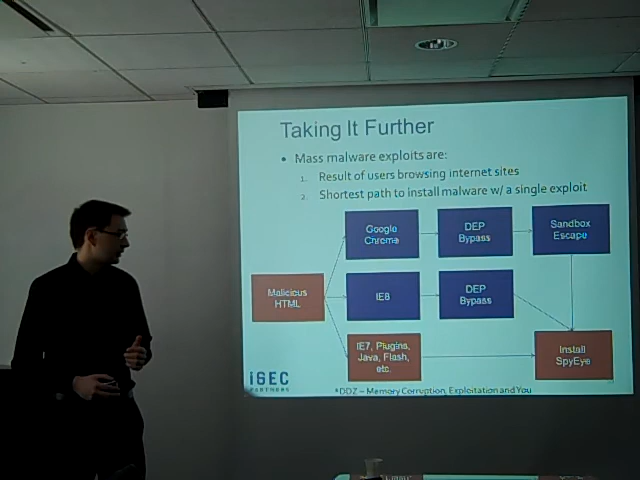 Taking It Further
• Mass malware exploits are:
1. Result of users browsing internet sites
2. Shortest path to install malware w/ a single exploit
Google
Chrome
DEP
Bypass
Sandbox
Escape
Malicious
HTML
IE8
DEP
Bypass
IE7, Plugins,
Java, Flash,
etc.
Install
SpyEye
iSEC
PARTNERS
*DDZ – Memory Corruption, Exploitation and You